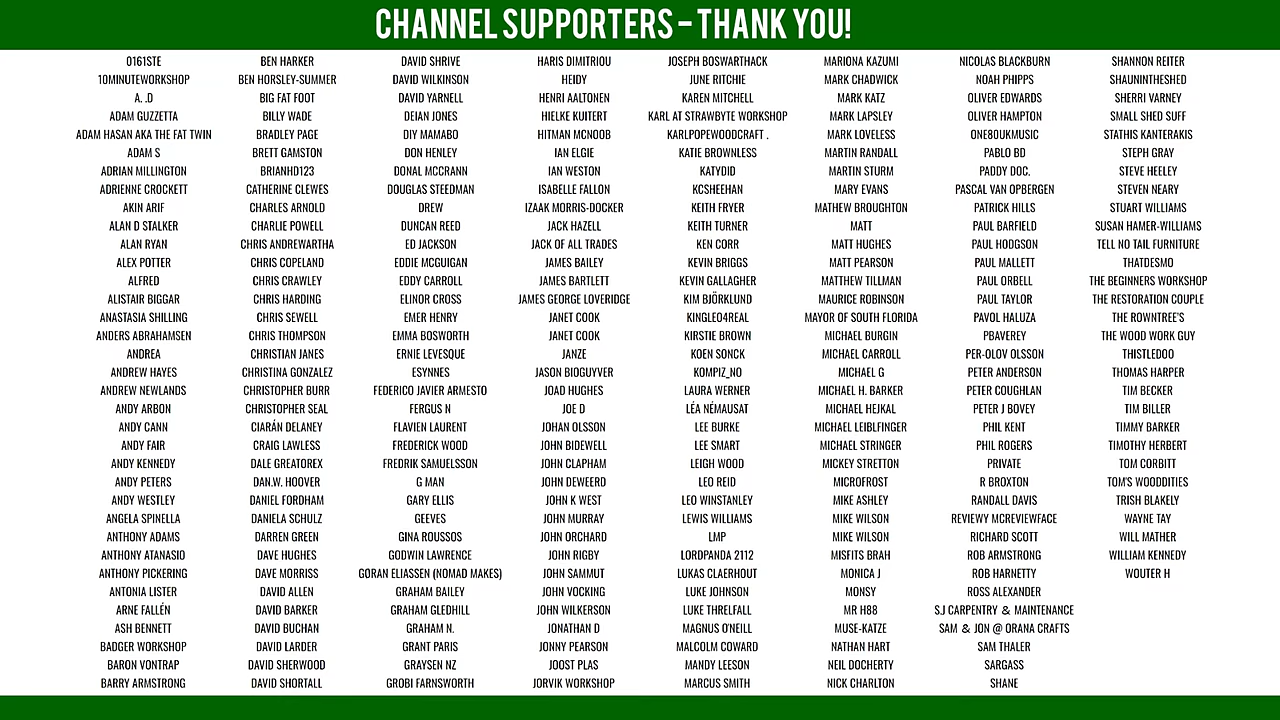 CHANNEL SUPPORTERS - THANK YOU!
0161STE
10MINUTEWORKSHOP
A. .D
ADAM GUZZETTA
ADAM HASAN AKA THE FAT TWIN
ADAM S
ADRIAN MILLINGTON
ADRIENNE CROCKETT
AKIN ARIF
ALAN D STALKER
ALAN RYAN
ALEX POTTER
ALFRED
ALISTAIR BIGGAR
ANASTASIA SHILLING
ANDERS ABRAHAMSEN
ANDREA
ANDREW HAYES
ANDREW NEWLANDS
ANDY ARBON
ANDY CANN
ANDY FAIR
ANDY KENNEDY
ANDY PETERS
ANDY WESTLEY
ANGELA SPINELLA
ANTHONY ADAMS
ANTHONY ATANASIO
ANTHONY PICKERING
ANTONIA LISTER
ARNE FALLÉN
ASH BENNETT
BADGER WORKSHOP
BARON VONTRAP
BARRY ARMSTRONG
BEN HARKER
BEN HORSLEY-SUMMER
BIG FAT FOOT
BILLY WADE
BRADLEY PAGE
BRETT GAMSTON
BRIANHD123
CATHERINE CLEWES
CHARLES ARNOLD
CHARLIE POWELL
CHRIS ANDREWARTHA
CHRIS COPELAND
CHRIS CRAWLEY
CHRIS HARDING
CHRIS SEWELL
CHRIS THOMPSON
CHRISTIAN JANES
CHRISTINA GONZALEZ
CHRISTOPHER BURR
CHRISTOPHER SEAL
CIARÁN DELANEY
CRAIG LAWLESS
DALE GREATOREX
DAN.W. HOOVER
DANIEL FORDHAM
DANIELA SCHULZ
DARREN GREEN
DAVE HUGHES
DAVE MORRISS
DAVID ALLEN
DAVID BARKER
DAVID BUCHAN
DAVID LARDER
DAVID SHERWOOD
DAVID SHORTALL
DAVID SHRIVE
DAVID WILKINSON
DAVID YARNELL
DEIAN JONES
DIY MAMABO
DON HENLEY
DONAL MCCRANN
DOUGLAS STEEDMAN
DREW
DUNCAN REED
ED JACKSON
EDDIE MCGUIGAN
EDDY CARROLL
ELINOR CROSS
EMER HENRY
EMMA BOSWORTH
ERNIE LEVESQUE
ESYNNES
FEDERICO JAVIER ARMESTO
FERGUS N
FLAVIEN LAURENT
FREDERICK WOOD
FREDRIK SAMUELSSON
G MAN
GARY ELLIS
GEEVES
GINA ROUSSOS
GODWIN LAWRENCE
GØRAN ELIASSEN (NOMAD MAKES)
GRAHAM BAILEY
GRAHAM GLEDHILL
GRAHAM N.
GRANT PARIS
GRAYSEN NZ
GROBI FARNSWORTH
HARIS DIMITRIOU
HEIDY
HENRI AALTONEN
HIELKE KUITERT
HITMAN MCNOOB
IAN ELGIE
IAN WESTON
ISABELLE FALLON
IZAAK MORRIS-DOCKER
JACK HAZELL
JACK OF ALL TRADES
JAMES BAILEY
JAMES BARTLETT
JAMES GEORGE LOVERIDGE
JANET COOK
JANET COOK
JANZE
JASON BIOGUYVER
JOAD HUGHES
JOE D
JOHAN OLSSON
JOHN BIDEWELL
JOHN CLAPHAM
JOHN DEWEERD
JOHN K WEST
JOHN MURRAY
JOHN ORCHARD
JOHN RIGBY
JOHN SAMMUT
JOHN VOCKING
JOHN WILKERSON
JONATHAN D
JONNY PEARSON
JOOST PLAS
JORVIK WORKSHOP
JOSEPH BOSWARTHACK
JUNE RITCHIE
KAREN MITCHELL
KARL AT STRAWBYTE WORKSHOP
KARLPOPEWOODCRAFT .
KATIE BROWNLESS
KATYDID
KCSHEEHAN
KEITH FRYER
KEITH TURNER
KEN CORR
KEVIN BRIGGS
KEVIN GALLAGHER
KIM BJÖRKLUND
KINGLEO4REAL
KIRSTIE BROWN
KOEN SONCK
KOMPIZ_NO
LAURA WERNER
LÉA NÉMAUSAT
LEE BURKE
LEE SMART
LEIGH WOOD
LEO REID
LEO WINSTANLEY
LEWIS WILLIAMS
LMP
LORDPANDA 2112
LUKAS CLAERHOUT
LUKE JOHNSON
LUKE THRELFALL
MAGNUS O'NEILL
MALCOLM COWARD
MANDY LEESON
MARCUS SMITH
MARIONA KAZUMI
MARK CHADWICK
MARK KATZ
MARK LAPSLEY
MARK LOVELESS
MARTIN RANDALL
MARTIN STURM
MARY EVANS
MATHEW BROUGHTON
MATT
MATT HUGHES
MATT PEARSON
MATTHEW TILLMAN
MAURICE ROBINSON
MAYOR OF SOUTH FLORIDA
MICHAEL BURGIN
MICHAEL CARROLL
MICHAEL G
MICHAEL H. BARKER
MICHAEL HEJKAL
MICHAEL LEIBLFINGER
MICHAEL STRINGER
MICKEY STRETTON
MICROFROST
MIKE ASHLEY
MIKE WILSON
MIKE WILSON
MISFITS BRAH
MONICA J
MONSY
MR H88
MUSE-KATZE
NATHAN HART
NEIL DOCHERTY
NICK CHARLTON
NICOLAS BLACKBURN
NOAH PHIPPS
OLIVER EDWARDS
OLIVER HAMPTON
ONE8OUKMUSIC
PABLO BD
PADDY DOC.
PASCAL VAN OPBERGEN
PATRICK HILLS
PAUL BARFIELD
PAUL HODGSON
PAUL MALLETT
PAUL ORBELL
PAUL TAYLOR
PAVOL HALUZA
PBAVEREY
PER-OLOV OLSSON
PETER ANDERSON
PETER COUGHLAN
PETER J BOVEY
PHIL KENT
PHIL ROGERS
PRIVATE
R BROXTON
RANDALL DAVIS
REVIEWY MCREVIEWFACE
RICHARD SCOTT
ROB ARMSTRONG
ROB HARNETTY
ROSS ALEXANDER
S.J CARPENTRY & MAINTENANCE
SAM & JON @ ORANA CRAFTS
SAM THALER
SARGASS
SHANE
SHANNON REITER
SHAUNINTHESHED
SHERRI VARNEY
SMALL SHED SUFF
STATHIS KANTERAKIS
STEPH GRAY
STEVE HEELEY
STEVEN NEARY
STUART WILLIAMS
SUSAN HAMER-WILLIAMS
TELL NO TAIL FURNITURE
THATDESMO
THE BEGINNERS WORKSHOP
THE RESTORATION COUPLE
THE ROWNTREE'S
THE WOOD WORK GUY
THISTLEDOO
THOMAS HARPER
TIM BECKER
TIM BILLER
TIMMY BARKER
TIMOTHY HERBERT
TOM CORBITT
TOM'S WOODDITIES
TRISH BLAKELY
WAYNE TAY
WILL MATHER
WILLIAM KENNEDY
WOUTER H